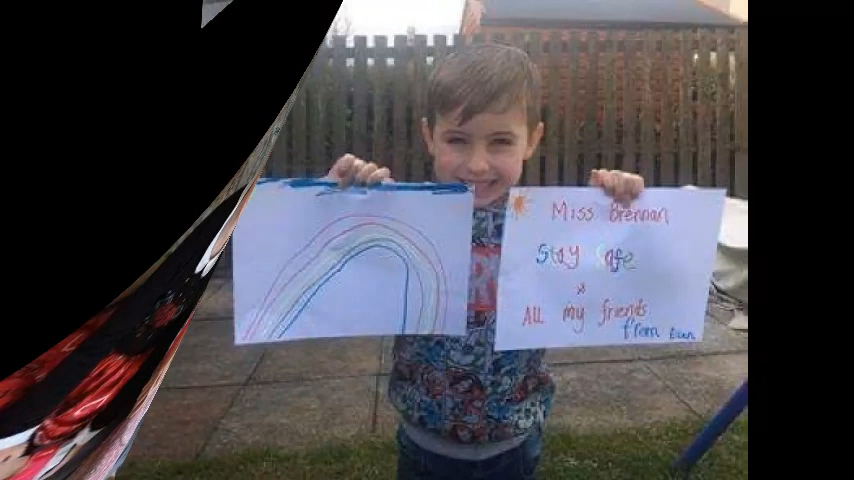 Miss Brennan
Stay Safe
x
All my friends
from